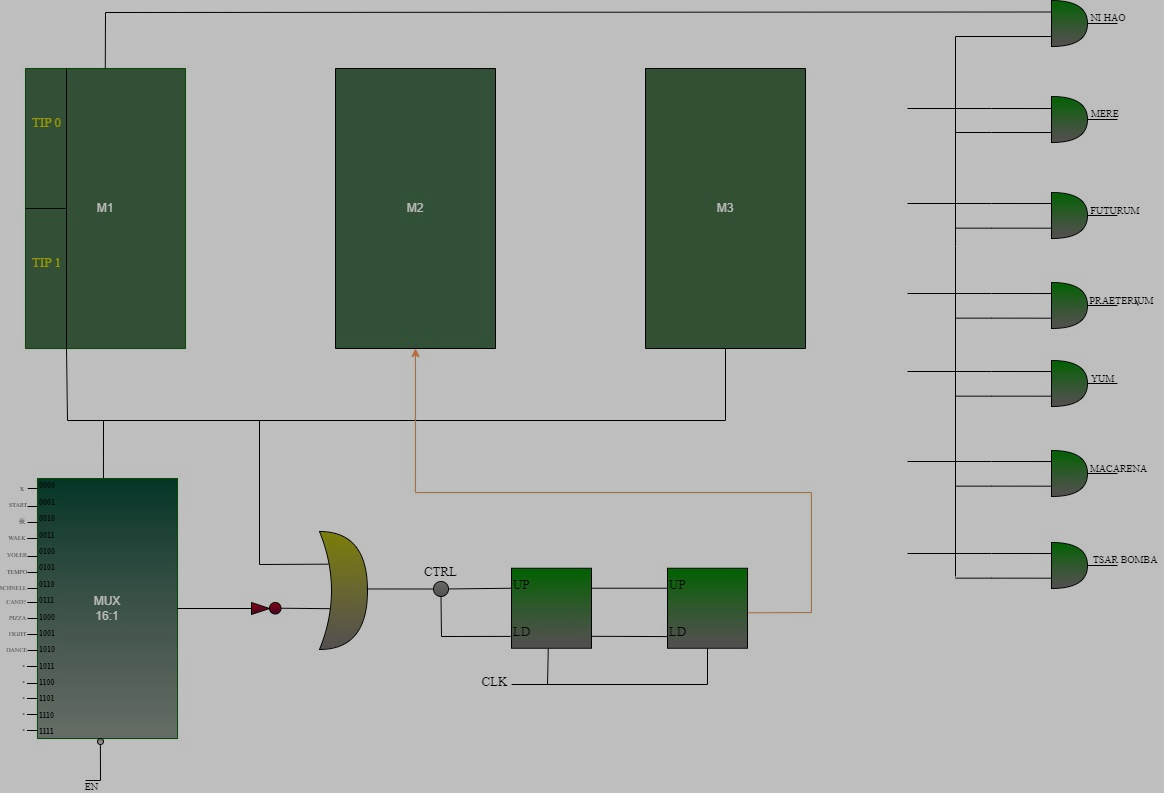 NI HAO
TIP 0
MERE
M1
M2
M3
FUTURUM
TIP 1
PRAETERIUM
YUM
MACARENA
X
0000
START
0001
0010
WALK
0011
VOLER
0100
TSAR BOMBA
TEMPO
0101
CTRL
SCHNELL
0110
UP
UP
0111
MUX
16:1
PIZZA
1000
FIGHT
1001
LD
LD
DANCE
1010
*
1011
*
1100
CLK
*
1101
*
1110
*
1111
EN